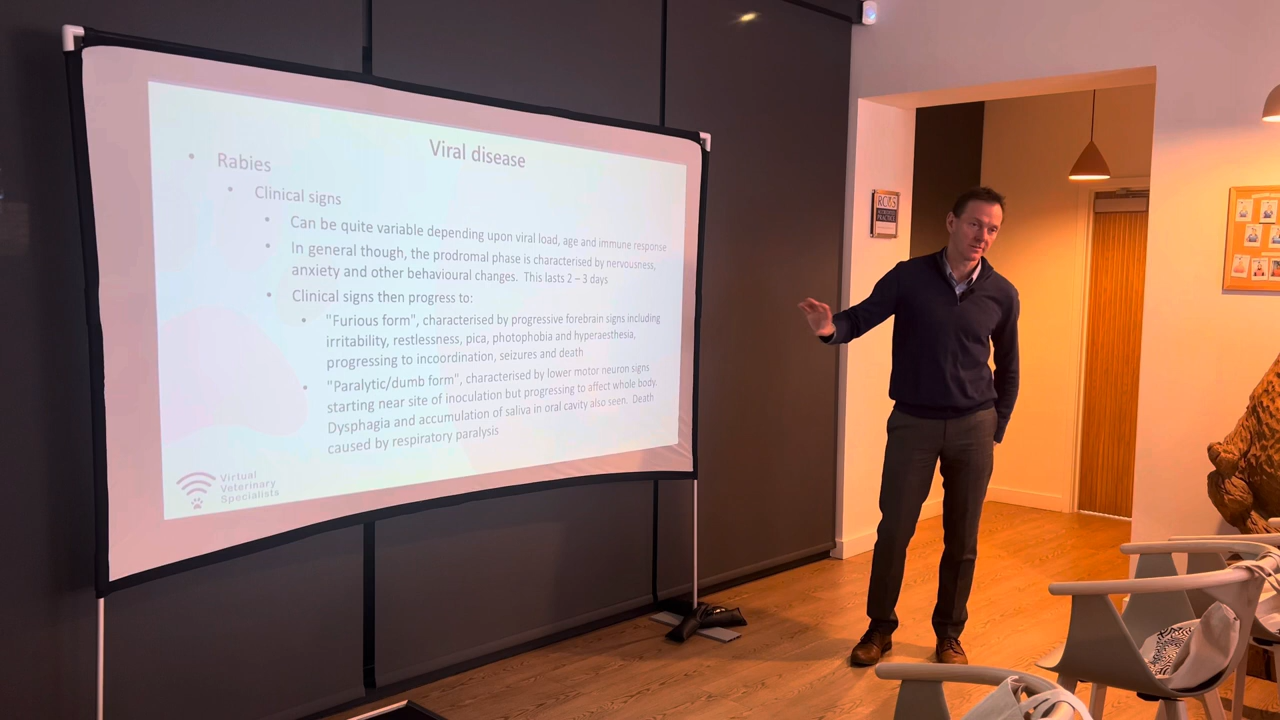 Viral disease
• Rabies
• Clinical signs
• Can be quite variable depending upon viral load, age and immune response
• In general though, the prodromal phase is characterised by nervousness,
anxiety and other behavioural changes. This lasts 2 – 3 days
• Clinical signs then progress to:
• "Furious form", characterised by progressive forebrain signs including
irritability, restlessness, pica, photophobia and hyperaesthesia,
progressing to incoordination, seizures and death
• "Paralytic/dumb form", characterised by lower motor neuron signs
starting near site of inoculation but progressing to affect whole body.
Dysphagia and accumulation of saliva in oral cavity also seen. Death
caused by respiratory paralysis
Virtual
Veterinary
Specialists
RCVS
ACCREDITED
PRACTICE